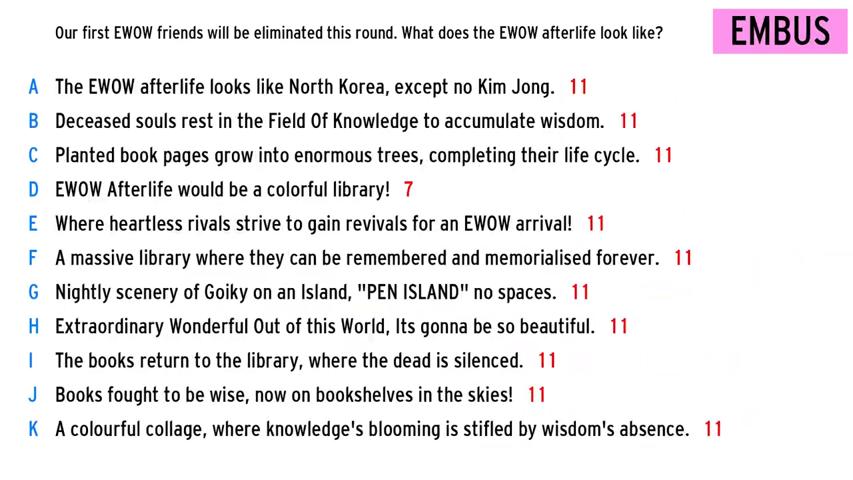 Our first EWOW friends will be eliminated this round. What does the EWOW afterlife look like?
EMBUS
A The EWOW afterlife looks like North Korea, except no Kim Jong. 11
B Deceased souls rest in the Field Of Knowledge to accumulate wisdom. 11
C Planted book pages grow into enormous trees, completing their life cycle. 11
D EWOW Afterlife would be a colorful library! 7
E Where heartless rivals strive to gain revivals for an EWOW arrival! 11
F A massive library where they can be remembered and memorialised forever. 11
G Nightly scenery of Goiky on an Island, "PEN ISLAND" no spaces. 11
H Extraordinary Wonderful Out of this World, Its gonna be so beautiful. 11
I The books return to the library, where the dead is silenced. 11
J Books fought to be wise, now on bookshelves in the skies! 11
K A colourful collage, where knowledge's blooming is stifled by wisdom's absence. 11